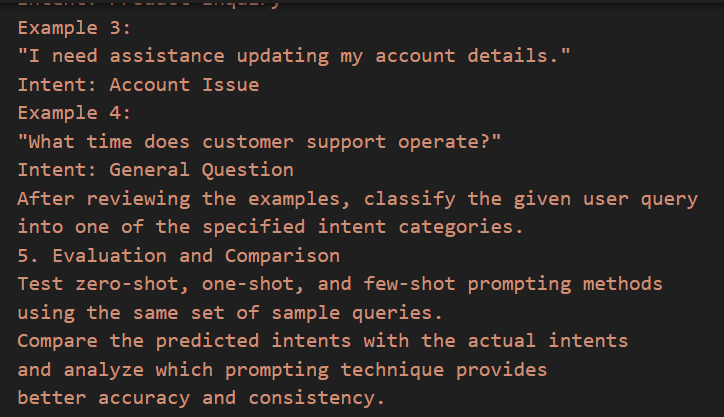 Intent: Product Inquiry
Example 3:
"I need assistance updating my account details."
Intent: Account Issue
Example 4:
"What time does customer support operate?"
Intent: General Question
After reviewing the examples, classify the given user query
into one of the specified intent categories.
5. Evaluation and Comparison
Test zero-shot, one-shot, and few-shot prompting methods
using the same set of sample queries.
Compare the predicted intents with the actual intents
and analyze which prompting technique provides
better accuracy and consistency.